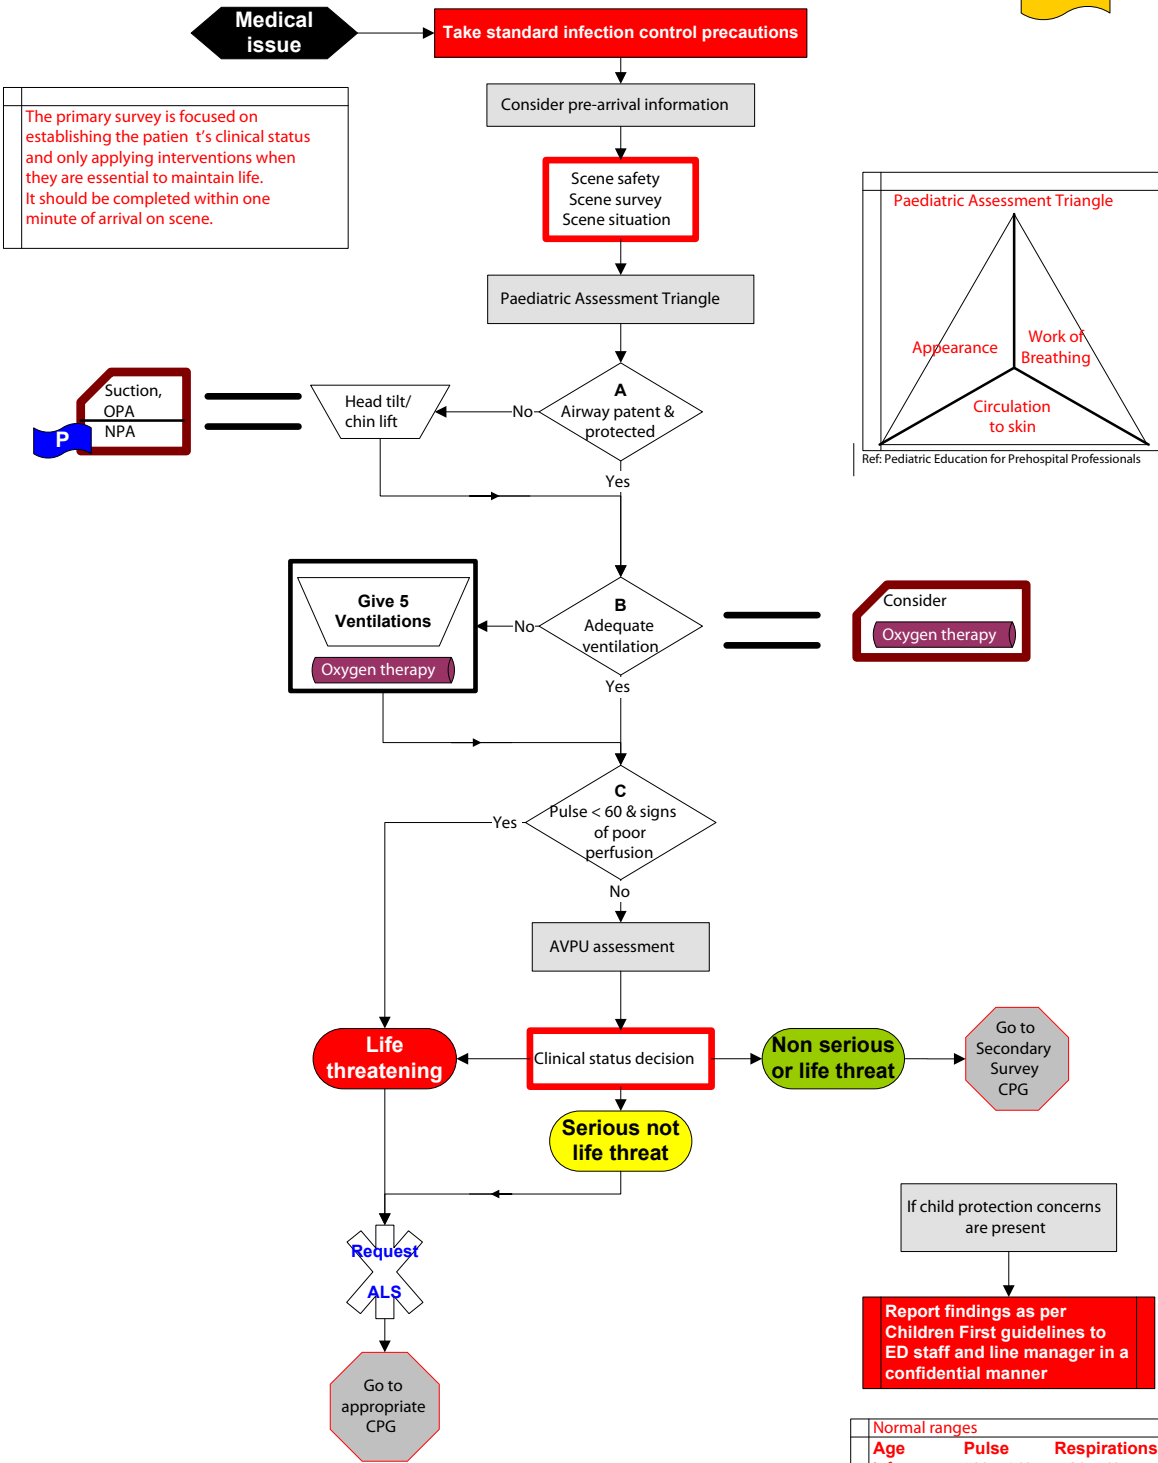 Medical
issue
Take standard infection control precautions
Consider pre-arrival information
The primary survey is focused on
establishing the patien t's clinical status
and only applying interventions when
they are essential to maintain life.
It should be completed within one
minute of arrival on scene.
Scene safety
Scene survey
Scene situation
Paediatric Assessment Triangle
Appearance
Work of
Breathing
Circulation
to skin
Ref: Pediatric Education for Prehospital Professionals
Paediatric Assessment Triangle
A
Airway patent &
protected
No
Head tilt/
chin lift
Suction,
OPA
NPA
P
Yes
B
Adequate
ventilation
No
Give 5
Ventilations
Oxygen therapy
Consider
Oxygen therapy
Yes
C
Pulse < 60 & signs
of poor
perfusion
Yes
No
AVPU assessment
Clinical status decision
Life
threatening
Non serious
or life threat
Go to
Secondary
Survey
CPG
Serious not
life threat
Request
ALS
Go to
appropriate
CPG
If child protection concerns
are present
Report findings as per
Children First guidelines to
ED staff and line manager in a
confidential manner
Normal ranges
Age Pulse Respirations